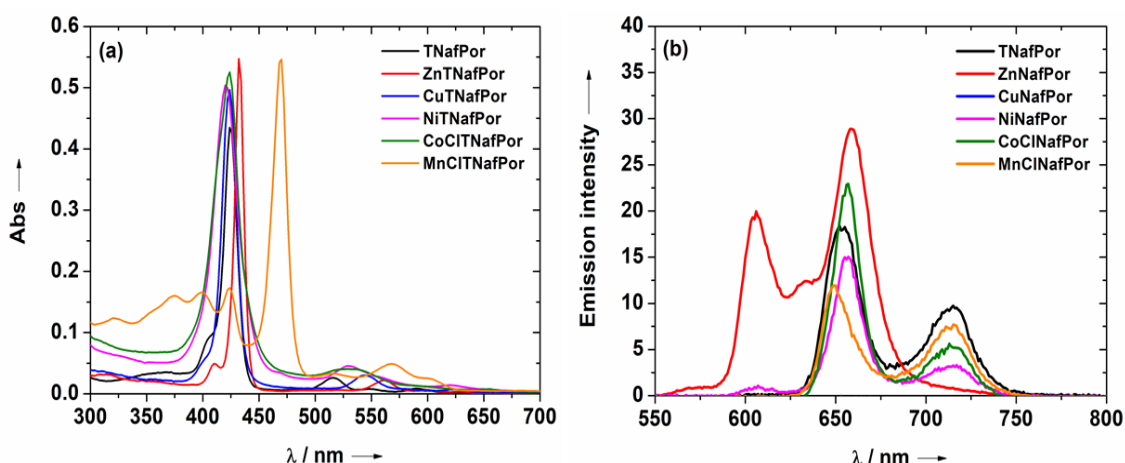 (a)
TNafPor
ZnTNafPor
CuTNafPor
NiTNafPor
CoClTNafPor
MnClTNafPor
Abs
0.6
0.5
0.4
0.3
0.2
0.1
0.0
300 350 400 450 500 550 600 650 700
λ / nm
(b)
TNafPor
ZnNafPor
CuNafPor
NiNafPor
CoClNafPor
MnClNafPor
Emission intensity
40
35
30
25
20
15
10
5
0
550 600 650 700 750 800
λ / nm